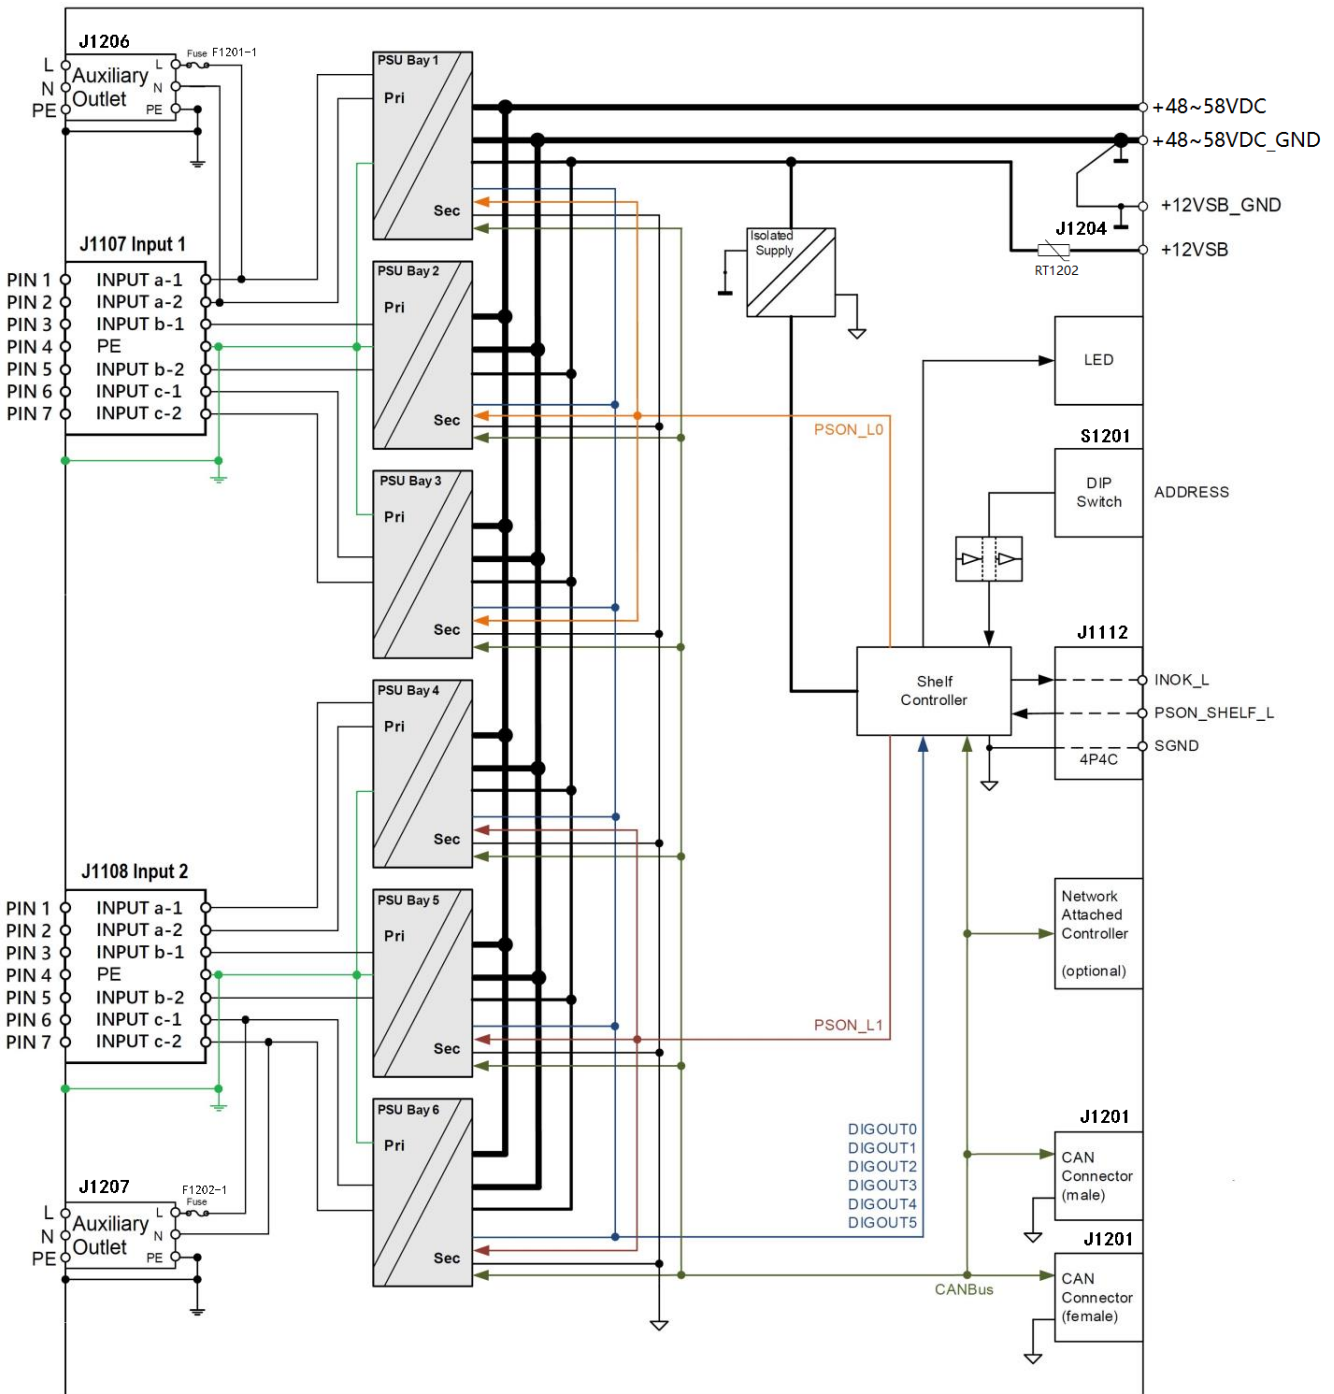 J1206
Fuse F1201-1
L
N
PE
Auxiliary
Outlet
L
N
PE
J1107 Input 1
PIN 1
PIN 2
PIN 3
PIN 4
PIN 5
PIN 6
PIN 7
INPUT a-1
INPUT a-2
INPUT b-1
PE
INPUT b-2
INPUT c-1
INPUT c-2
PSU Bay 1
Pri
Sec
PSU Bay 2
Pri
Sec
PSU Bay 3
Pri
Sec
PSU Bay 4
Pri
Sec
PSU Bay 5
Pri
Sec
PSU Bay 6
Pri
Sec
J1108 Input 2
PIN 1
PIN 2
PIN 3
PIN 4
PIN 5
PIN 6
PIN 7
INPUT a-1
INPUT a-2
INPUT b-1
PE
INPUT b-2
INPUT c-1
INPUT c-2
J1207
F1202-1
Fuse
L
N
PE
Auxiliary
Outlet
L
N
PE
+48~58VDC
+48~58VDC_GND
+12VSB_GND
J1204
+12VSB
RT1202
Isolated
Supply
LED
PSON_L0
S1201
DIP
Switch
ADDRESS
J1112
Shelf
Controller
INOK_L
PSON_SHELF_L
SGND
4P4C
Network
Attached
Controller
(optional)
PSON_L1
DIGOUT0
DIGOUT1
DIGOUT2
DIGOUT3
DIGOUT4
DIGOUT5
J1201
CAN
Connector
(male)
J1201
CANBus
CAN
Connector
(female)